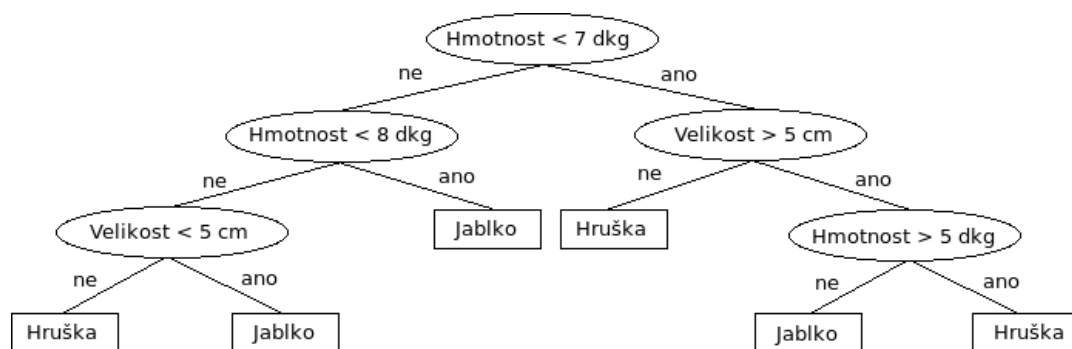 Hmotnost < 7 dkg
ne
ano
Hmotnost < 8 dkg
Velikost > 5 cm
ne
ano
ne
ano
Velikost < 5 cm
Jablko
Hruška
Hmotnost > 5 dkg
ne
ano
ne
ano
Hruška
Jablko
Jablko
Hruška